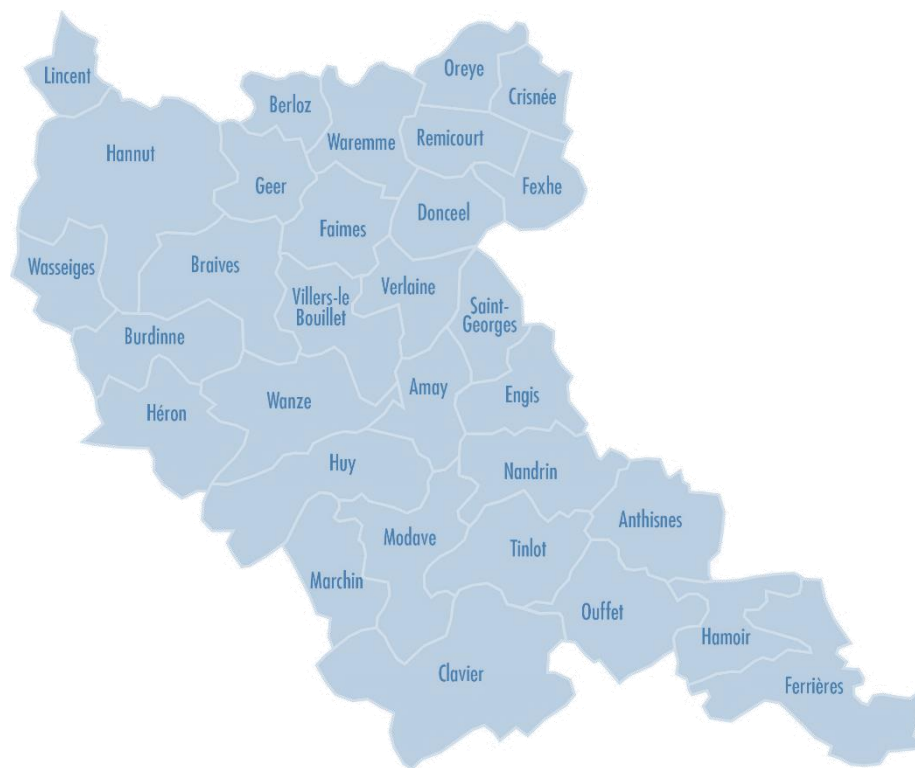 Lincent
Oreye
Crisnée
Berloz
Waremme
Remicourt
Hannut
Geer
Fexhe
Donceel
Faimes
Wasseiges
Braives
Verlaine
Villers-le
Bouillet
Saint-
Georges
Burdinne
Amay
Engis
Wanze
Héron
Huy
Nandrin
Anthisnes
Modave
Tinlot
Marchin
Ouffet
Hamoir
Clavier
Ferrières